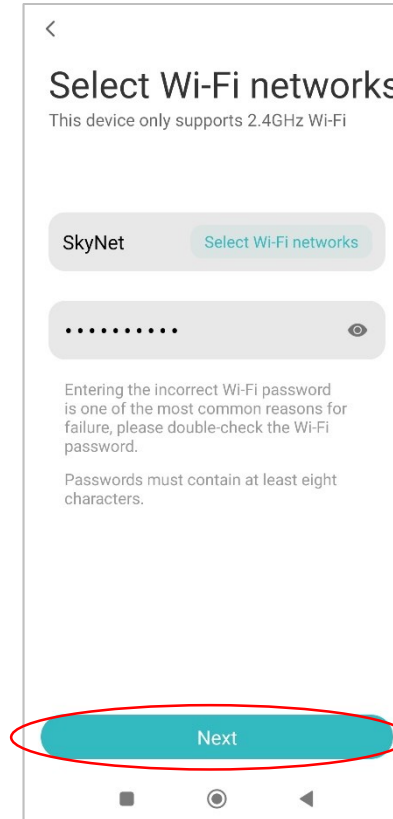 Select Wi-Fi networks
This device only supports 2.4GHz Wi-Fi
SkyNet Select Wi-Fi networks
••••••••••
Entering the incorrect Wi-Fi password
is one of the most common reasons for
failure, please double-check the Wi-Fi
password.
Passwords must contain at least eight
characters.
Next